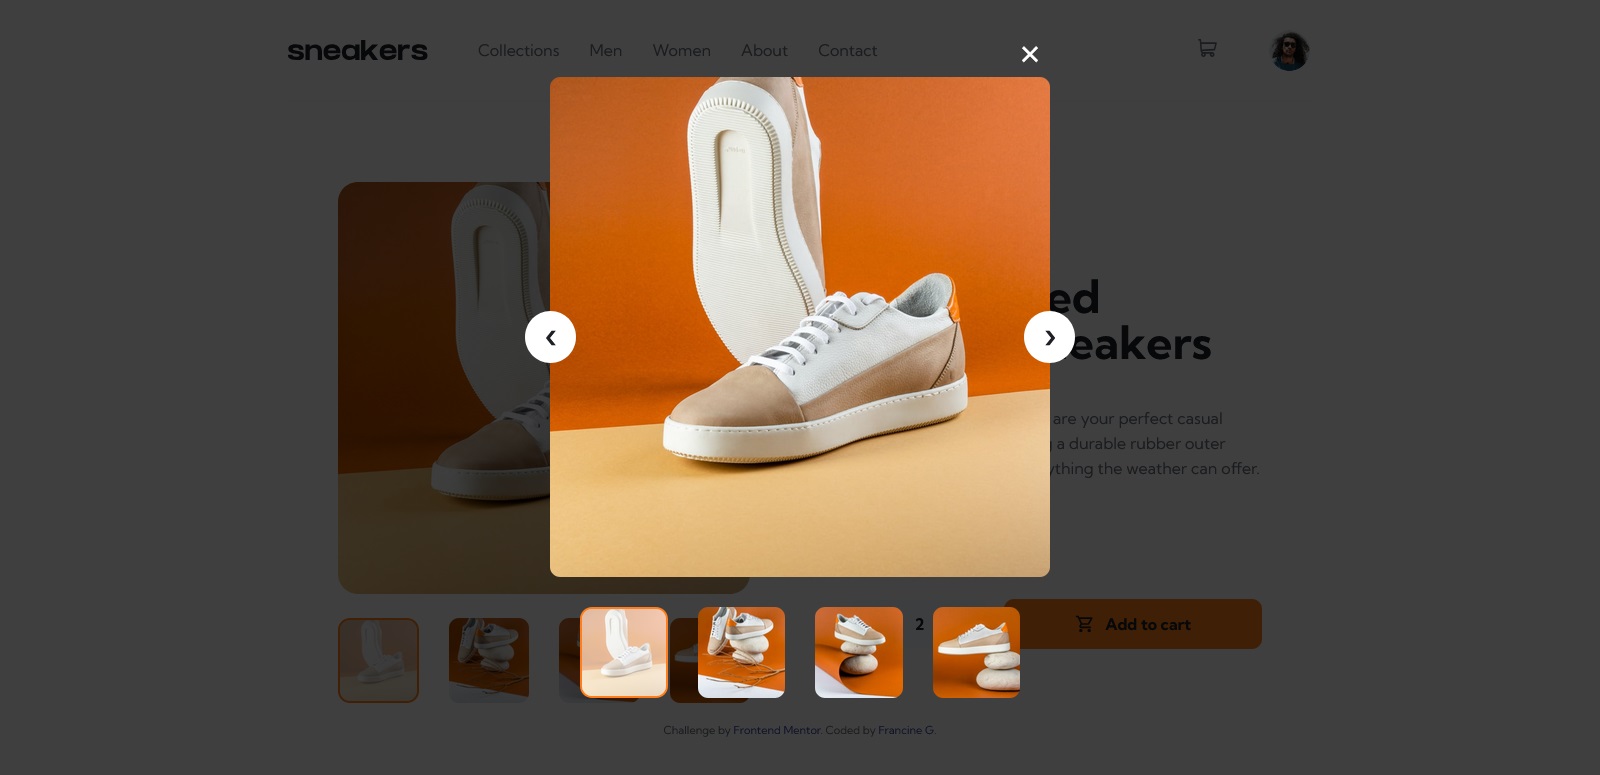 sneakers Collections Men Women About Contact
ed
eakers
are your perfect casual
a durable rubber outer
ything the weather can offer.
2 Add to cart
Challenge by Frontend Mentor. Coded by Francine G.